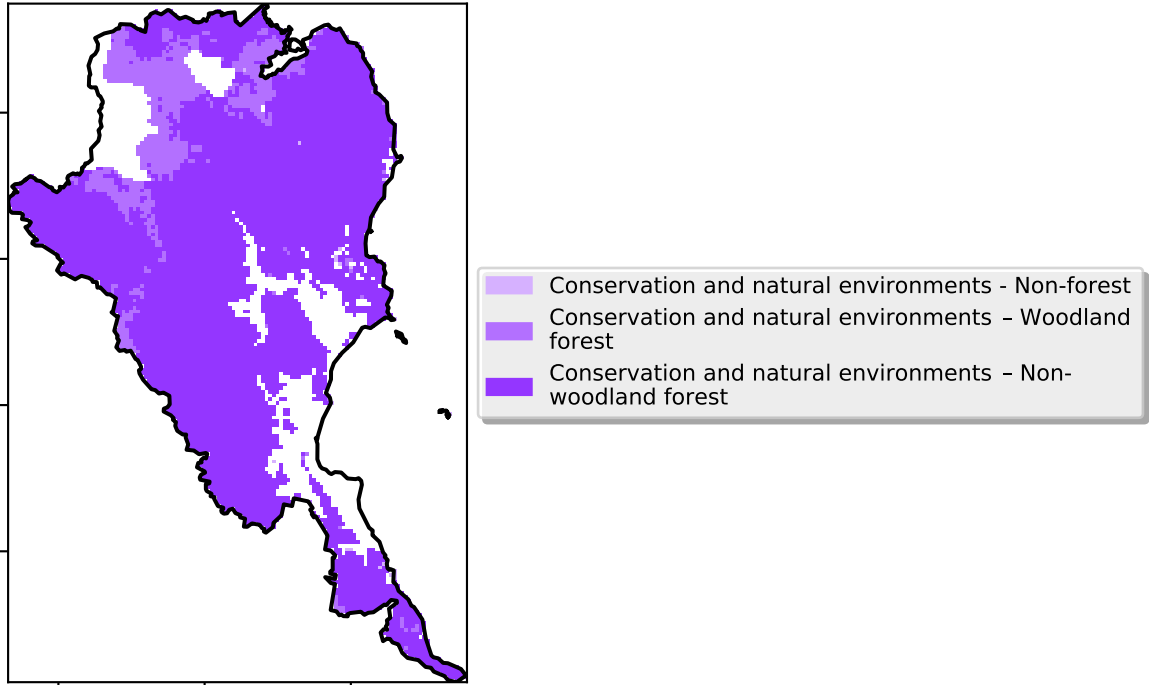 Conservation and natural environments - Non-forest
Conservation and natural environments – Woodland
forest
Conservation and natural environments – Non-
woodland forest